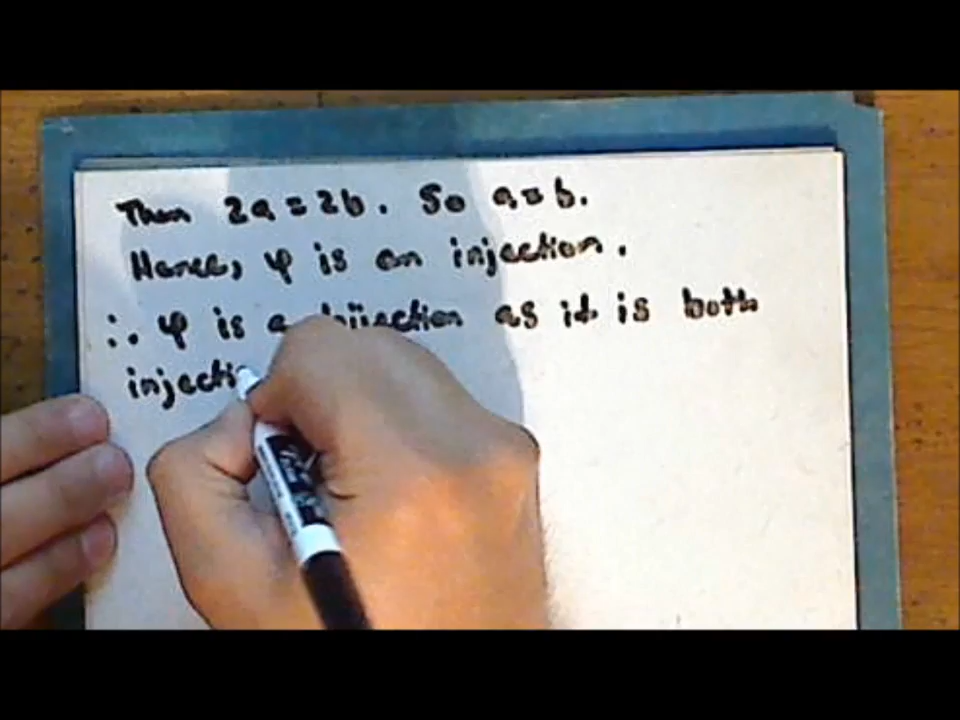 Then 2a = 2b. So a = b.
Hence, φ is an injection.
∴ φ is a bijection as it is both
injecti